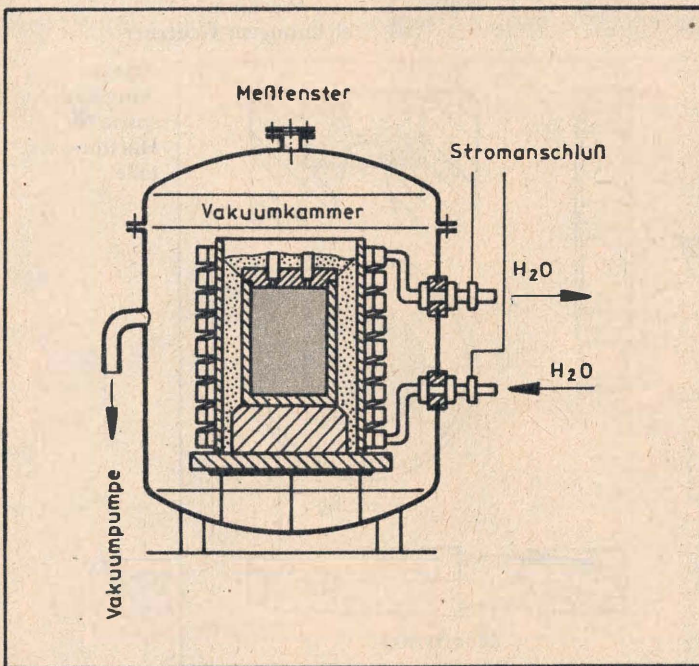 Meßfenster
Stromanschluß
Vakuumkammer
H₂O
H₂O
Vakuumpumpe